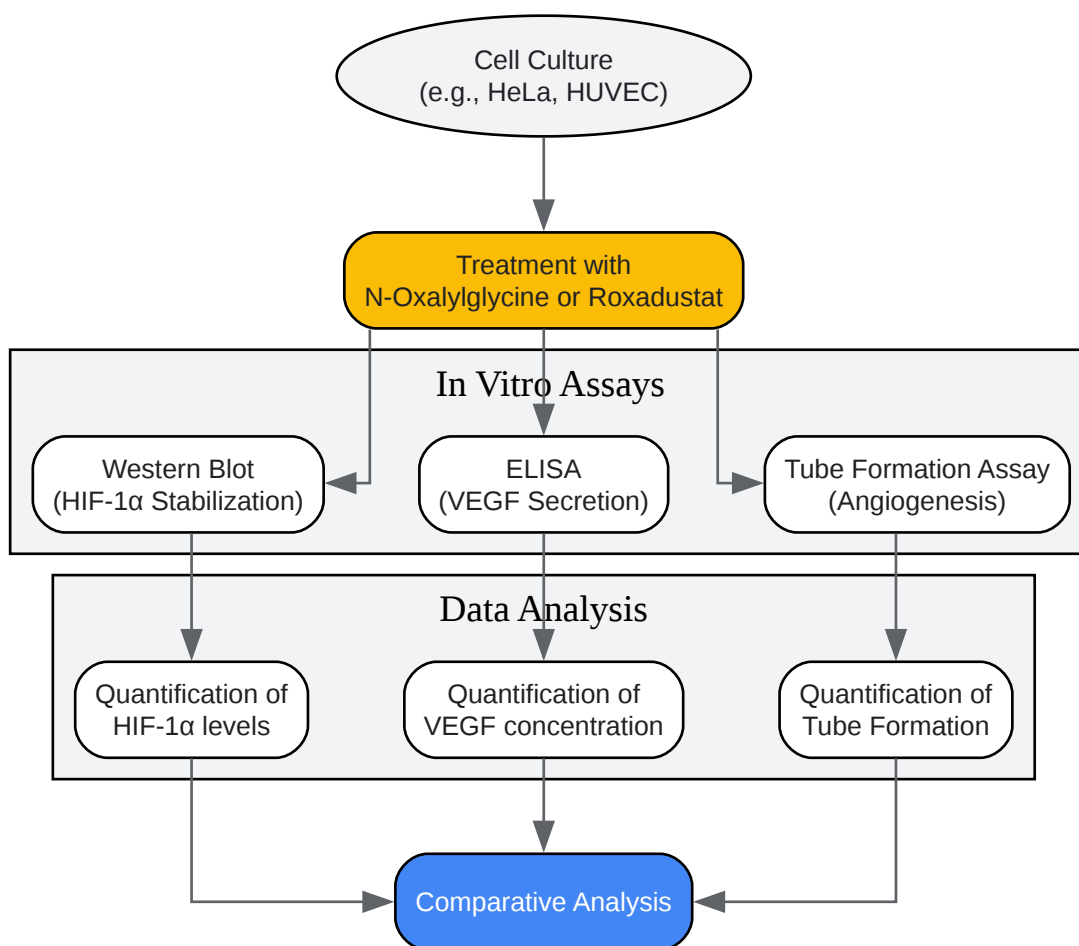 Cell Culture
(e.g., HeLa, HUVEC)
Treatment with
N-Oxalylglycine or Roxadustat
In Vitro Assays
Western Blot
(HIF-1α Stabilization)
ELISA
(VEGF Secretion)
Tube Formation Assay
(Angiogenesis)
Data Analysis
Quantification of
HIF-1α levels
Quantification of
VEGF concentration
Quantification of
Tube Formation
Comparative Analysis